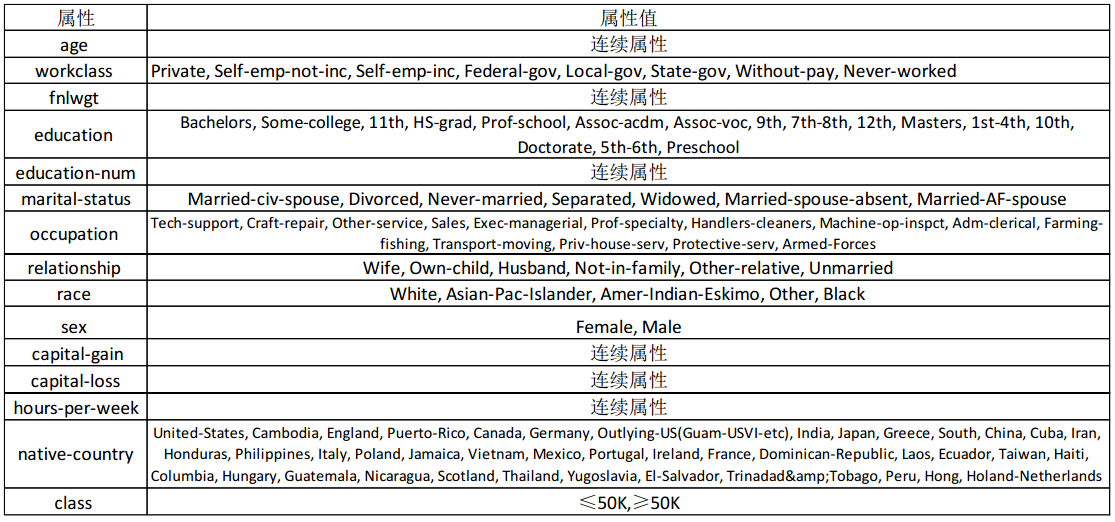 属性 属性值
age 连续属性
workclass Private, Self-emp-not-inc, Self-emp-inc, Federal-gov, Local-gov, State-gov, Without-pay, Never-worked
fnlwgt 连续属性
education Bachelors, Some-college, 11th, HS-grad, Prof-school, Assoc-acdm, Assoc-voc, 9th, 7th-8th, 12th, Masters, 1st-4th, 10th,
Doctorate, 5th-6th, Preschool
education-num 连续属性
marital-status Married-civ-spouse, Divorced, Never-married, Separated, Widowed, Married-spouse-absent, Married-AF-spouse
occupation Tech-support, Craft-repair, Other-service, Sales, Exec-managerial, Prof-specialty, Handlers-cleaners, Machine-op-inspct, Adm-clerical, Farming-
fishing, Transport-moving, Priv-house-serv, Protective-serv, Armed-Forces
relationship Wife, Own-child, Husband, Not-in-family, Other-relative, Unmarried
race White, Asian-Pac-Islander, Amer-Indian-Eskimo, Other, Black
sex Female, Male
capital-gain 连续属性
capital-loss 连续属性
hours-per-week 连续属性
native-country United-States, Cambodia, England, Puerto-Rico, Canada, Germany, Outlying-US(Guam-USVI-etc), India, Japan, Greece, South, China, Cuba, Iran,
Honduras, Philippines, Italy, Poland, Jamaica, Vietnam, Mexico, Portugal, Ireland, France, Dominican-Republic, Laos, Ecuador, Taiwan, Haiti,
Columbia, Hungary, Guatemala, Nicaragua, Scotland, Thailand, Yugoslavia, El-Salvador, Trinadad&amp;Tobago, Peru, Hong, Holand-Netherlands
class ≤50K,≥50K